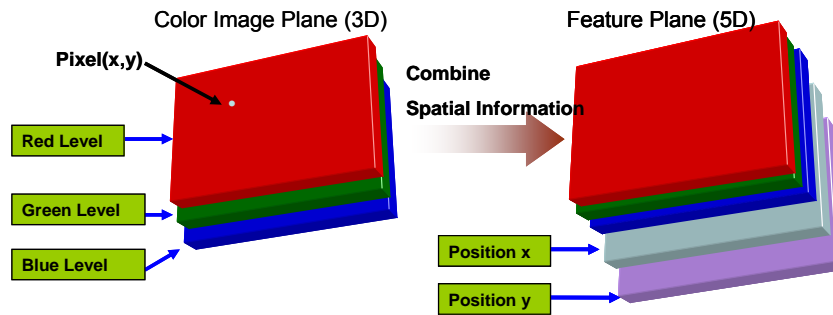 Color Image Plane (3D)
Feature Plane (5D)
Pixel(x,y)
Combine
Spatial Information
Red Level
Green Level
Blue Level
Position x
Position y